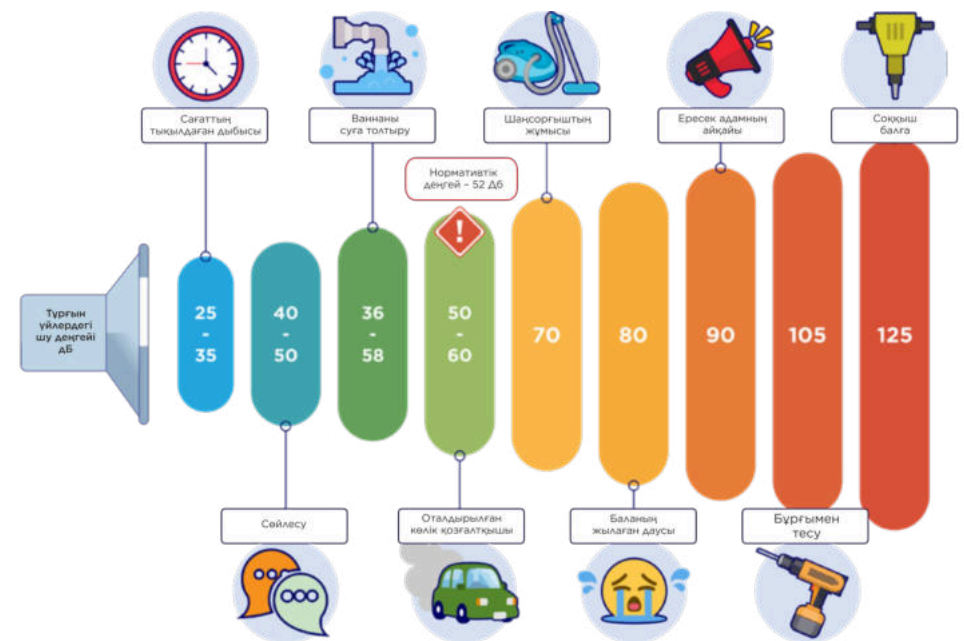 Сағаттың
тықылдаған дыбысы
Ваннаны
суға толтыру
Шаңсорғыштың
жұмысы
Ересек адамның
айқайы
Соққыш
балға
Нормативтік
деңгей – 52 Дб
!
Тұрғын
үйлердегі
шу деңгейі
дБ
25
-
35
40
-
50
36
-
58
50
-
60
70
80
90
105
125
Сөйлесу
Оталдырылған
көлік қозғалтқышы
Баланың
жылаған даусы
Бұрғымен
тесу